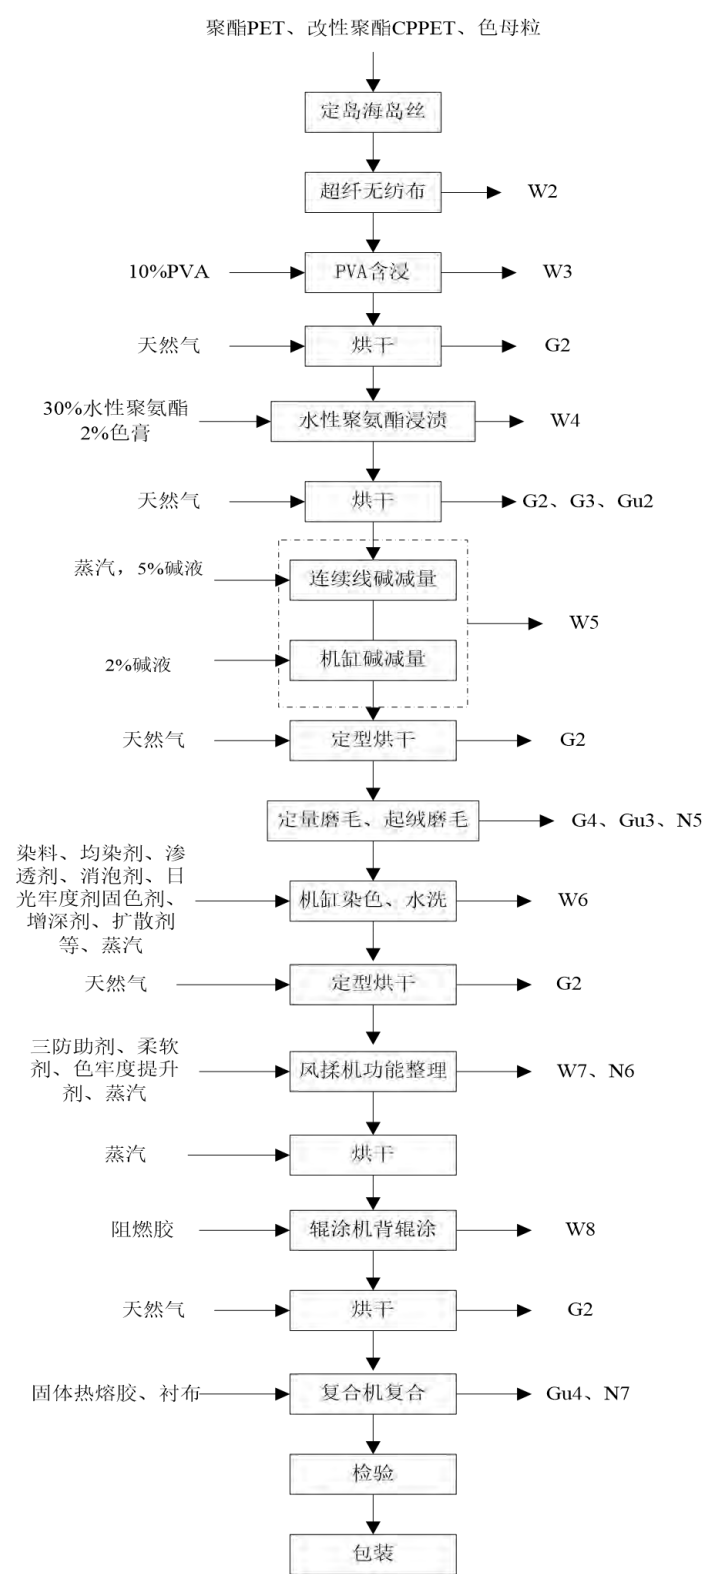 聚酯PET、改性聚酯CPPET、色母粒
定岛海岛丝
超纤无纺布
W2
10%PVA
PVA含浸
W3
天然气
烘干
G2
30%水性聚氨酯
2%色膏
水性聚氨酯浸渍
W4
天然气
烘干
G2、G3、Gu2
蒸汽，5%碱液
连续线碱减量
W5
2%碱液
机缸碱减量
天然气
定型烘干
G2
定量磨毛、起绒磨毛
G4、Gu3、N5
染料、均染剂、渗
透剂、消泡剂、日
光牢度剂固色剂、
增深剂、扩散剂
等、蒸汽
机缸染色、水洗
W6
天然气
定型烘干
G2
三防助剂、柔软
剂、色牢度提升
剂、蒸汽
风揉机功能整理
W7、N6
蒸汽
烘干
阻燃胶
辊涂机背辊涂
W8
天然气
烘干
G2
固体热熔胶、衬布
复合机复合
Gu4、N7
检验
包装